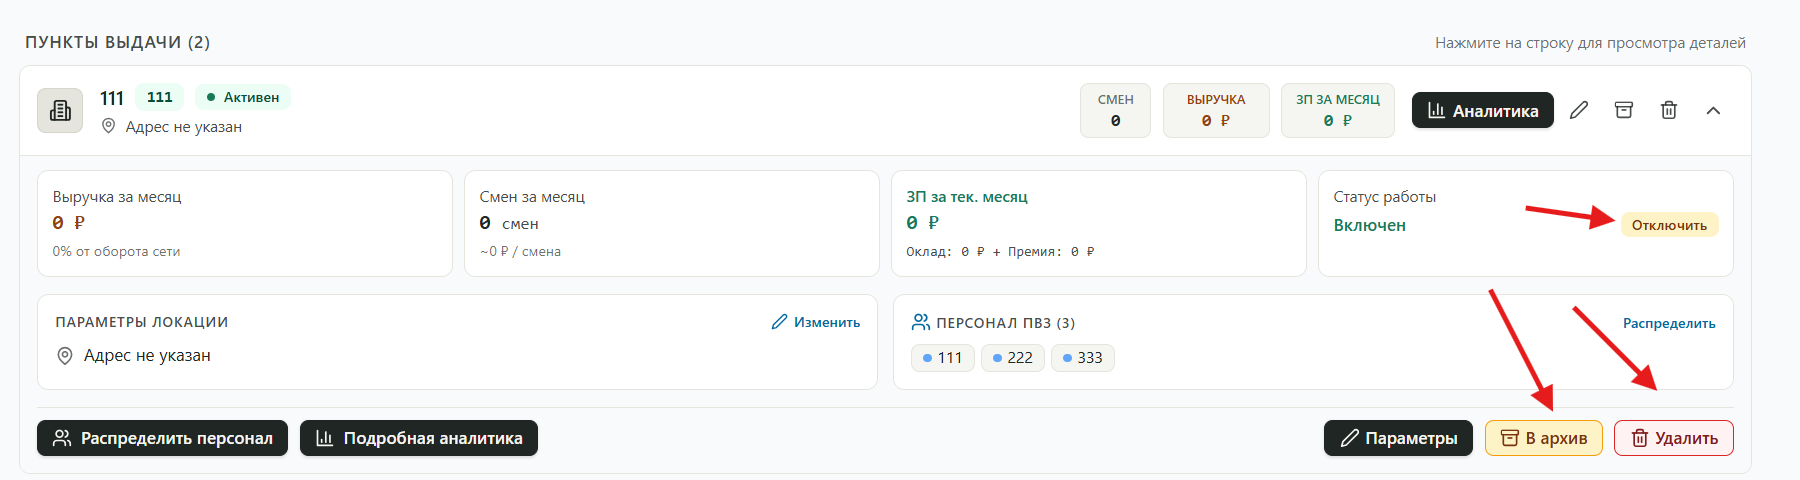 ПУНКТЫ ВЫДАЧИ (2)
Нажмите на строку для просмотра деталей
111 111 Активен
Адрес не указан
СМЕН
0
ВЫРУЧКА
0 ₽
ЗП ЗА МЕСЯЦ
0 ₽
Аналитика
Выручка за месяц
0 ₽
0% от оборота сети
Смен за месяц
0 смен
~0 ₽ / смена
ЗП за тек. месяц
0 ₽
Оклад: 0 ₽ + Премия: 0 ₽
Статус работы
Включен
Отключить
ПАРАМЕТРЫ ЛОКАЦИИ
Изменить
Адрес не указан
ПЕРСОНАЛ ПВЗ (3)
Распределить
111 222 333
Распределить персонал
Подробная аналитика
Параметры
В архив
Удалить